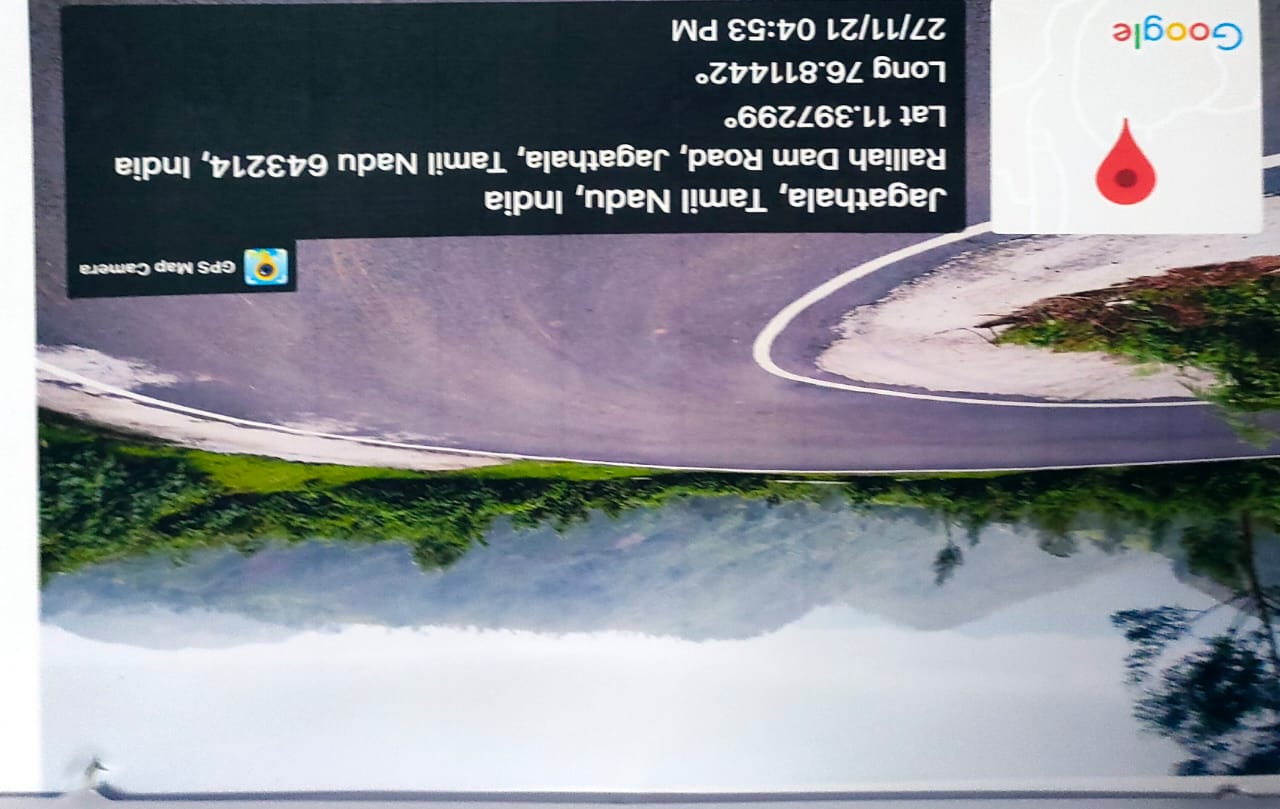 GPS Map Camera
Jagathala, Tamil Nadu, India
Ralliah Dam Road, Jagathala, Tamil Nadu 643214, India
Lat 11.397299°
Long 76.811442°
27/11/21 04:53 PM
Google